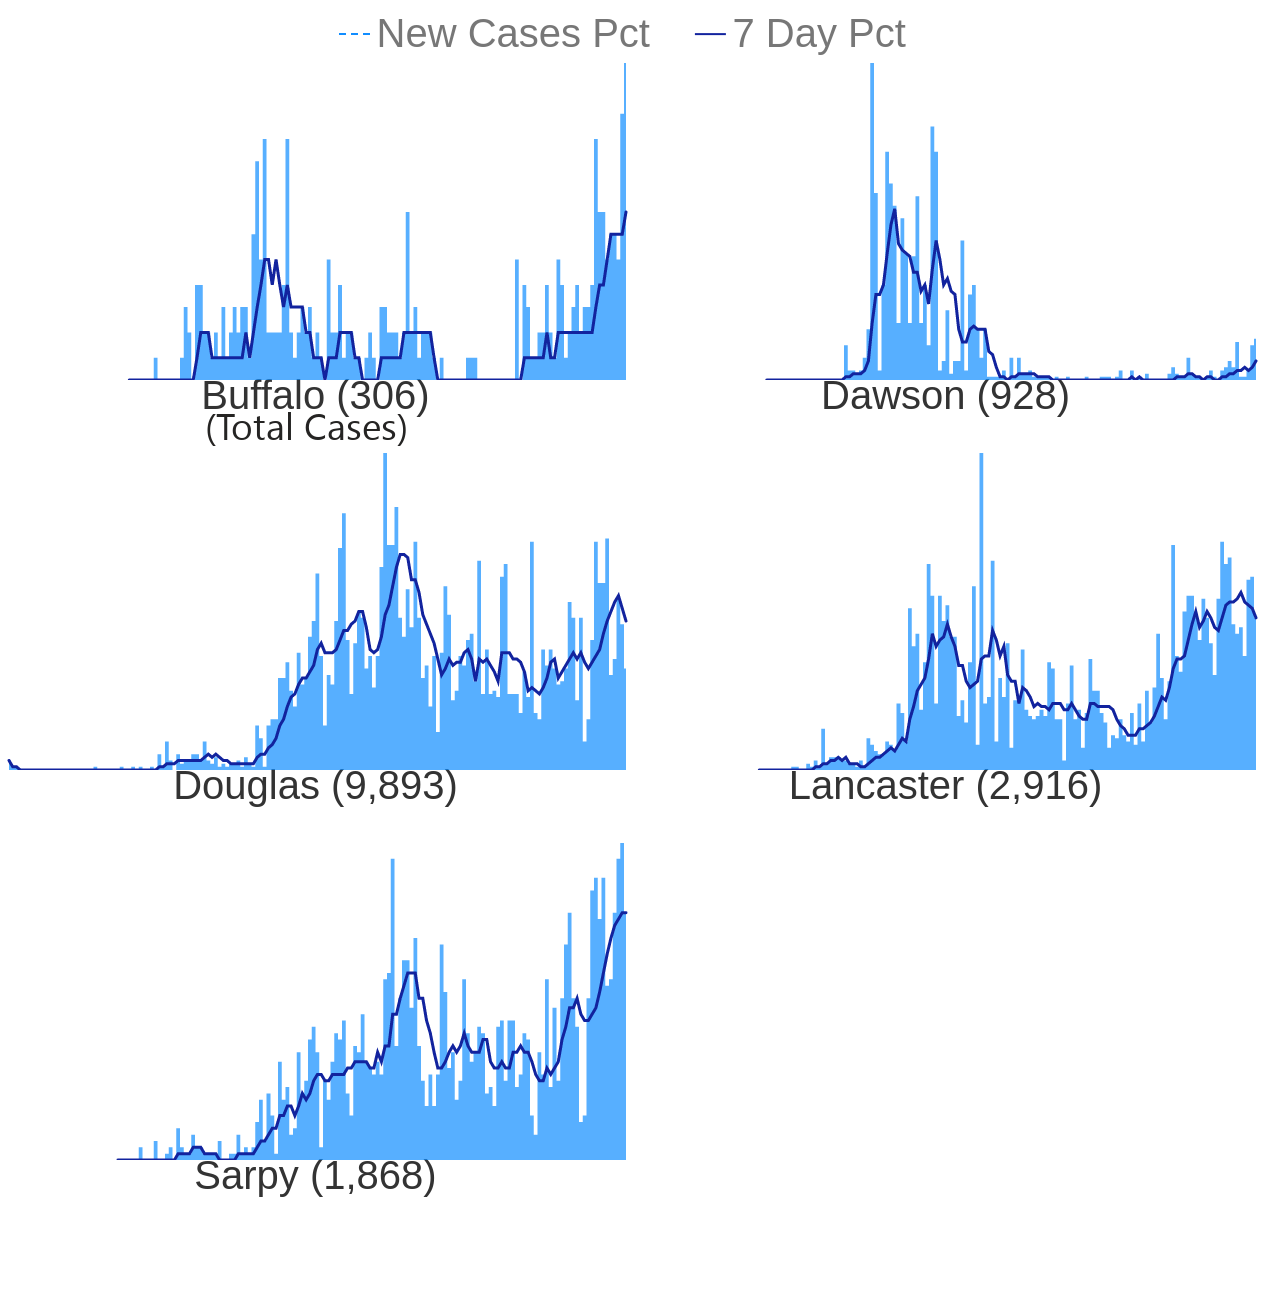 New Cases Pct 7 Day Pct
Buffalo (306)
(Total Cases)
Dawson (928)
Douglas (9,893)
Lancaster (2,916)
Sarpy (1,868)